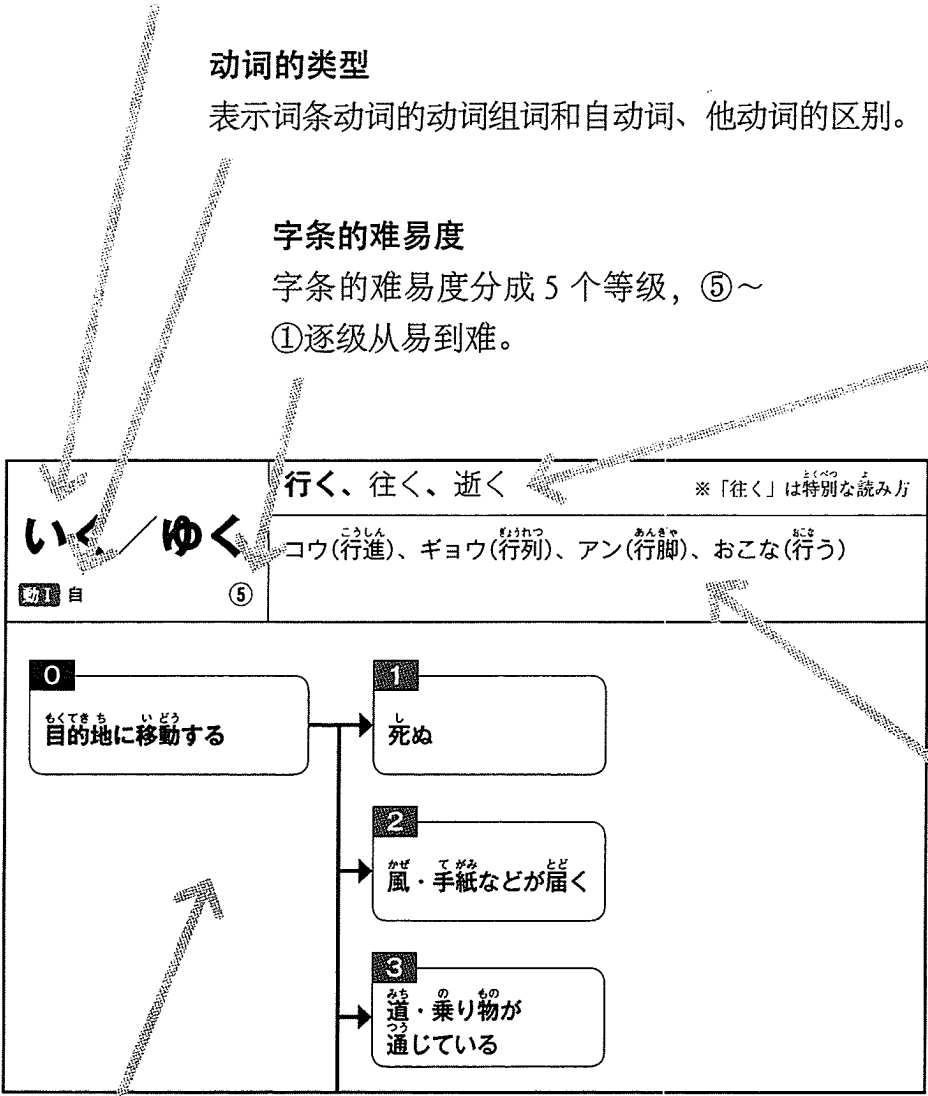 动词的类型
表示词条动词的动词组词和自动词、他动词的区别。
字条的难易度
字条的难易度分成 5 个等级，⑤～
①逐级从易到难。
行く、往く、逝く ※「往く」は特別な読み方
いく／ゆく
コウ(行進)、ギョウ(行列)、アン(行脚)、おこな(行う)
動Ⅰ 自 ⑤
0
目的地に移動する
1
死ぬ
2
風・手紙などが届く
3
道・乗り物が
通じている